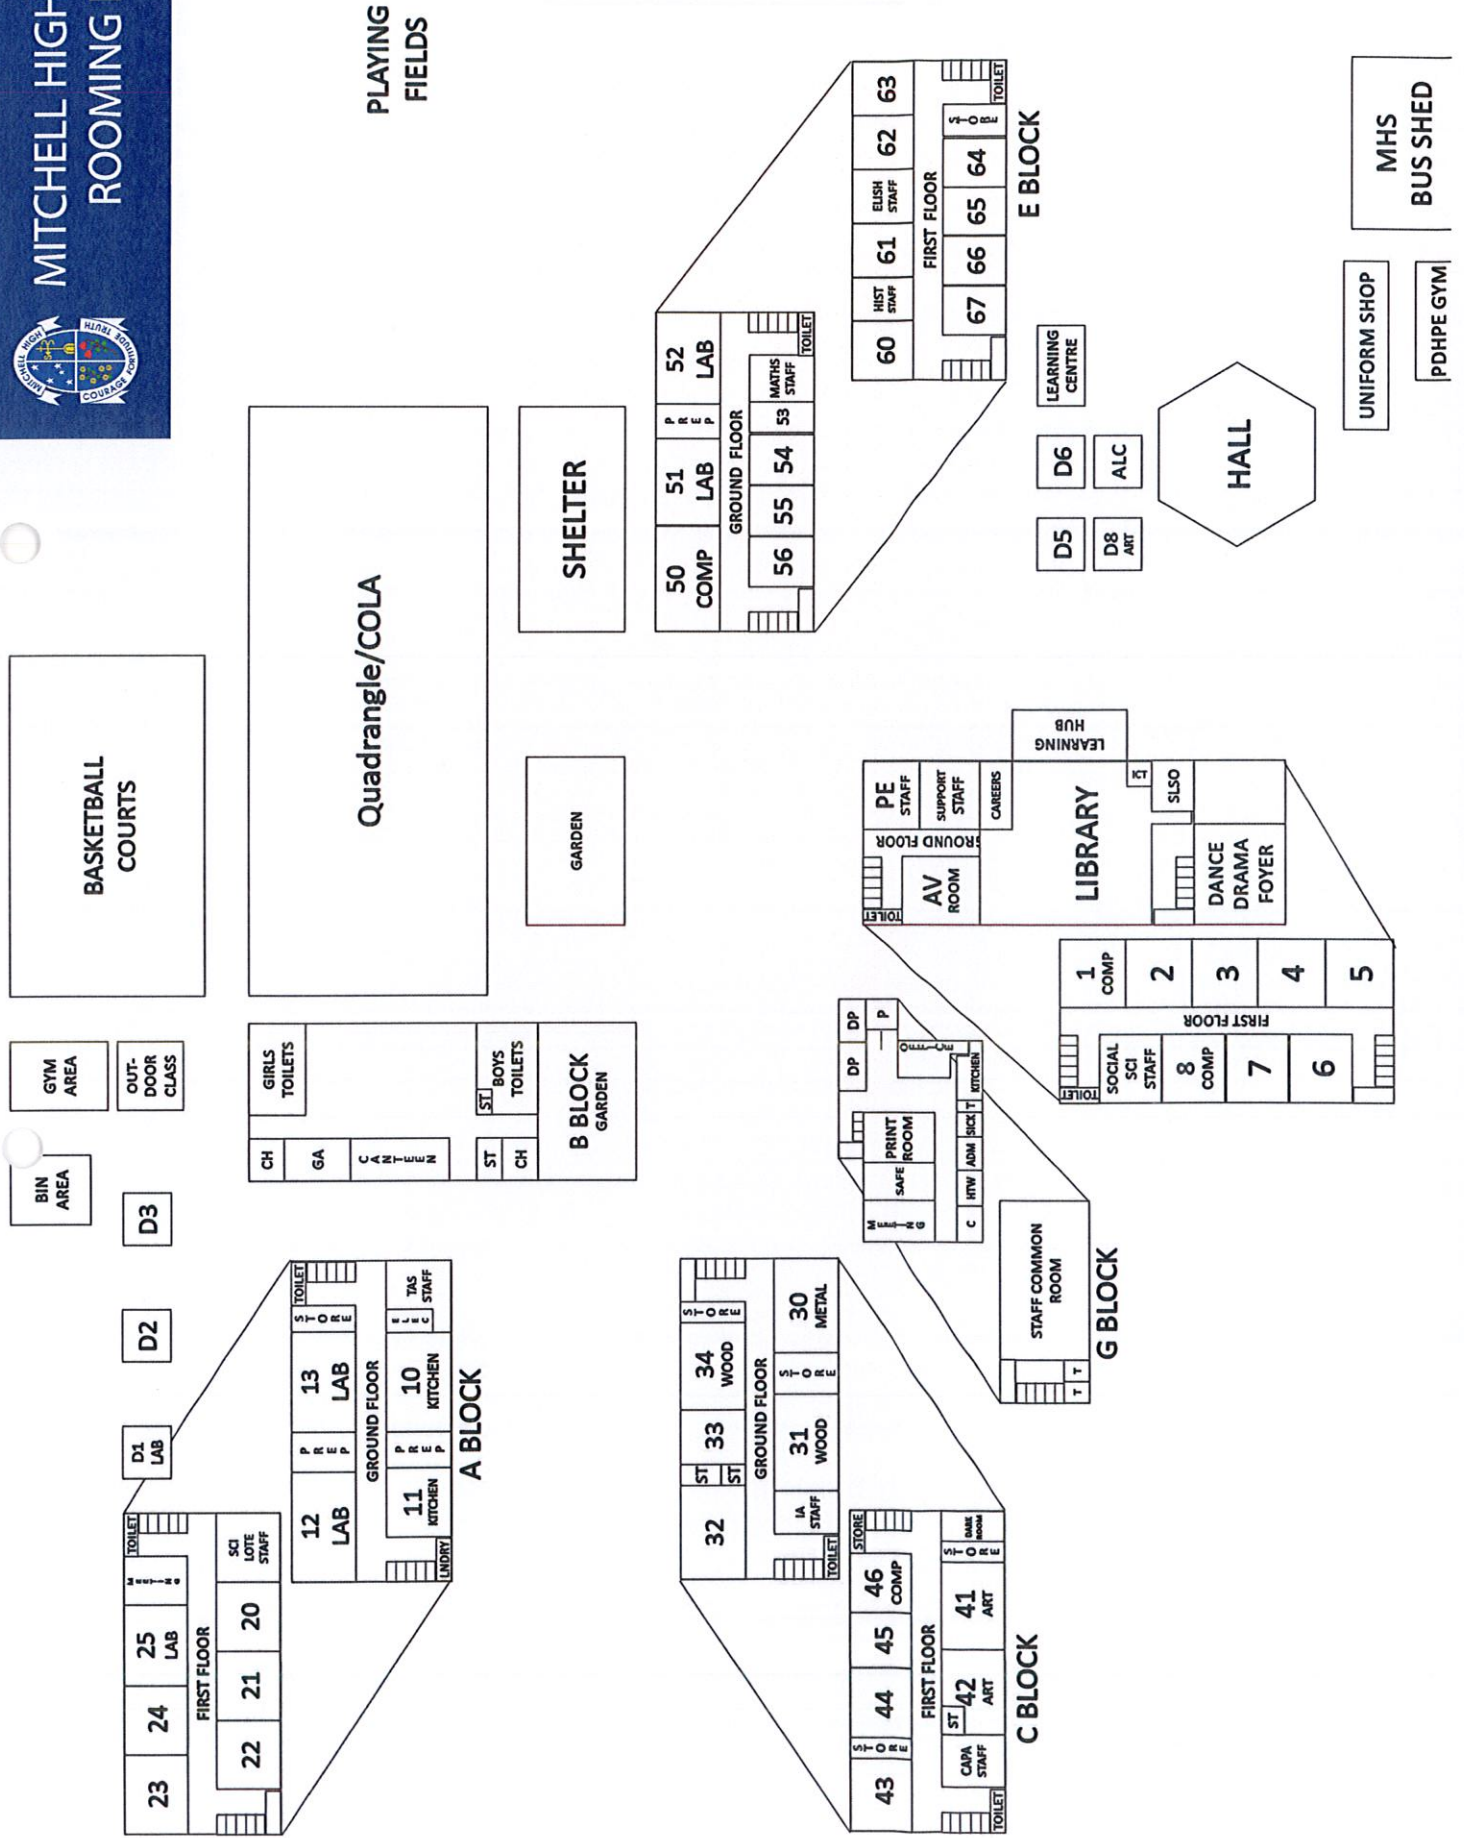 MITCHELL HIGH
ROOMING
MITCHELL HIGH
COURAGE FORTITUDE TRUTH
PLAYING
FIELDS
BASKETBALL
COURTS
GYM
AREA
OUT-
DOOR
CLASS
BIN
AREA
D3
D2
D1
LAB
Quadrangle/COLA
SHELTER
GARDEN
GIRLS
TOILETS
BOYS
TOILETS
ST
CH
GA
CANTEEN
ST
CH
B BLOCK
GARDEN
23
24
25
LAB
MEETING
TOILET
FIRST FLOOR
22
21
20
SCI
LOTE
STAFF
12
LAB
PREP
13
LAB
STORE
TOILET
GROUND FLOOR
LNDRY
11
KITCHEN
PREP
10
KITCHEN
ELEC
TAS
STAFF
A BLOCK
32
ST
ST
33
34
WOOD
STORE
GROUND FLOOR
TOILET
IA
STAFF
31
WOOD
STORE
30
METAL
43
STORE
44
45
46
COMP
STORE
FIRST FLOOR
TOILET
CAPA
STAFF
ST
42
ART
41
ART
STORE
DARK
ROOM
C BLOCK
50
COMP
51
LAB
PREP
52
LAB
GROUND FLOOR
56
55
54
53
MATHS
STAFF
TOILET
60
HIST
STAFF
61
ELISH
STAFF
62
63
FIRST FLOOR
67
66
65
64
STORE
TOILET
E BLOCK
DP
DP
P
OFFICE
PRINT
ROOM
SAFE
MEETING
C
HTW
ADM
SICK
T
KITCHEN
STAFF COMMON
ROOM
T
T
G BLOCK
PE
STAFF
SUPPORT
STAFF
CAREERS
GROUND FLOOR
TOILET
AV
ROOM
LIBRARY
LEARNING
HUB
ICT
SLSO
DANCE
DRAMA
FOYER
1
COMP
2
3
4
5
FIRST FLOOR
TOILET
SOCIAL
SCI
STAFF
8
COMP
7
6
D5
D6
LEARNING
CENTRE
D8
ART
ALC
HALL
UNIFORM SHOP
PDHPE GYM
MHS
BUS SHED